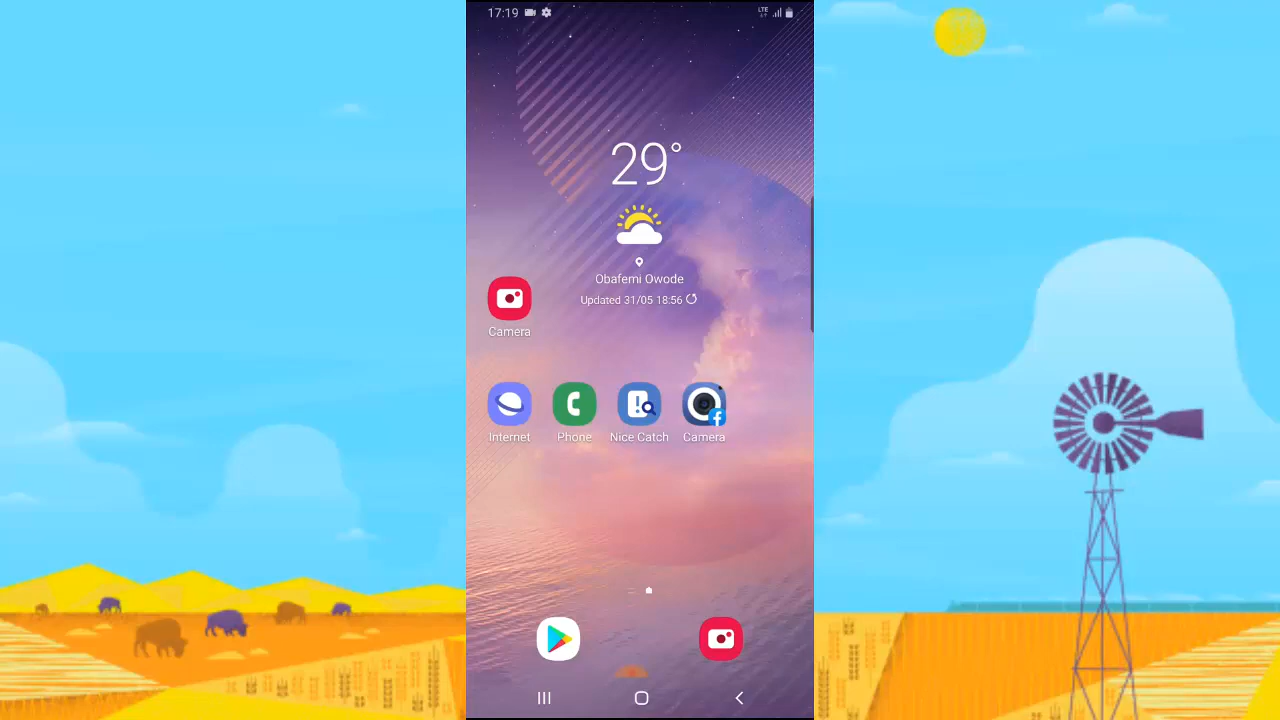 17:19
LTE
29°
Obafemi Owode
Updated 31/05 18:56
Camera
Internet Phone Nice Catch Camera